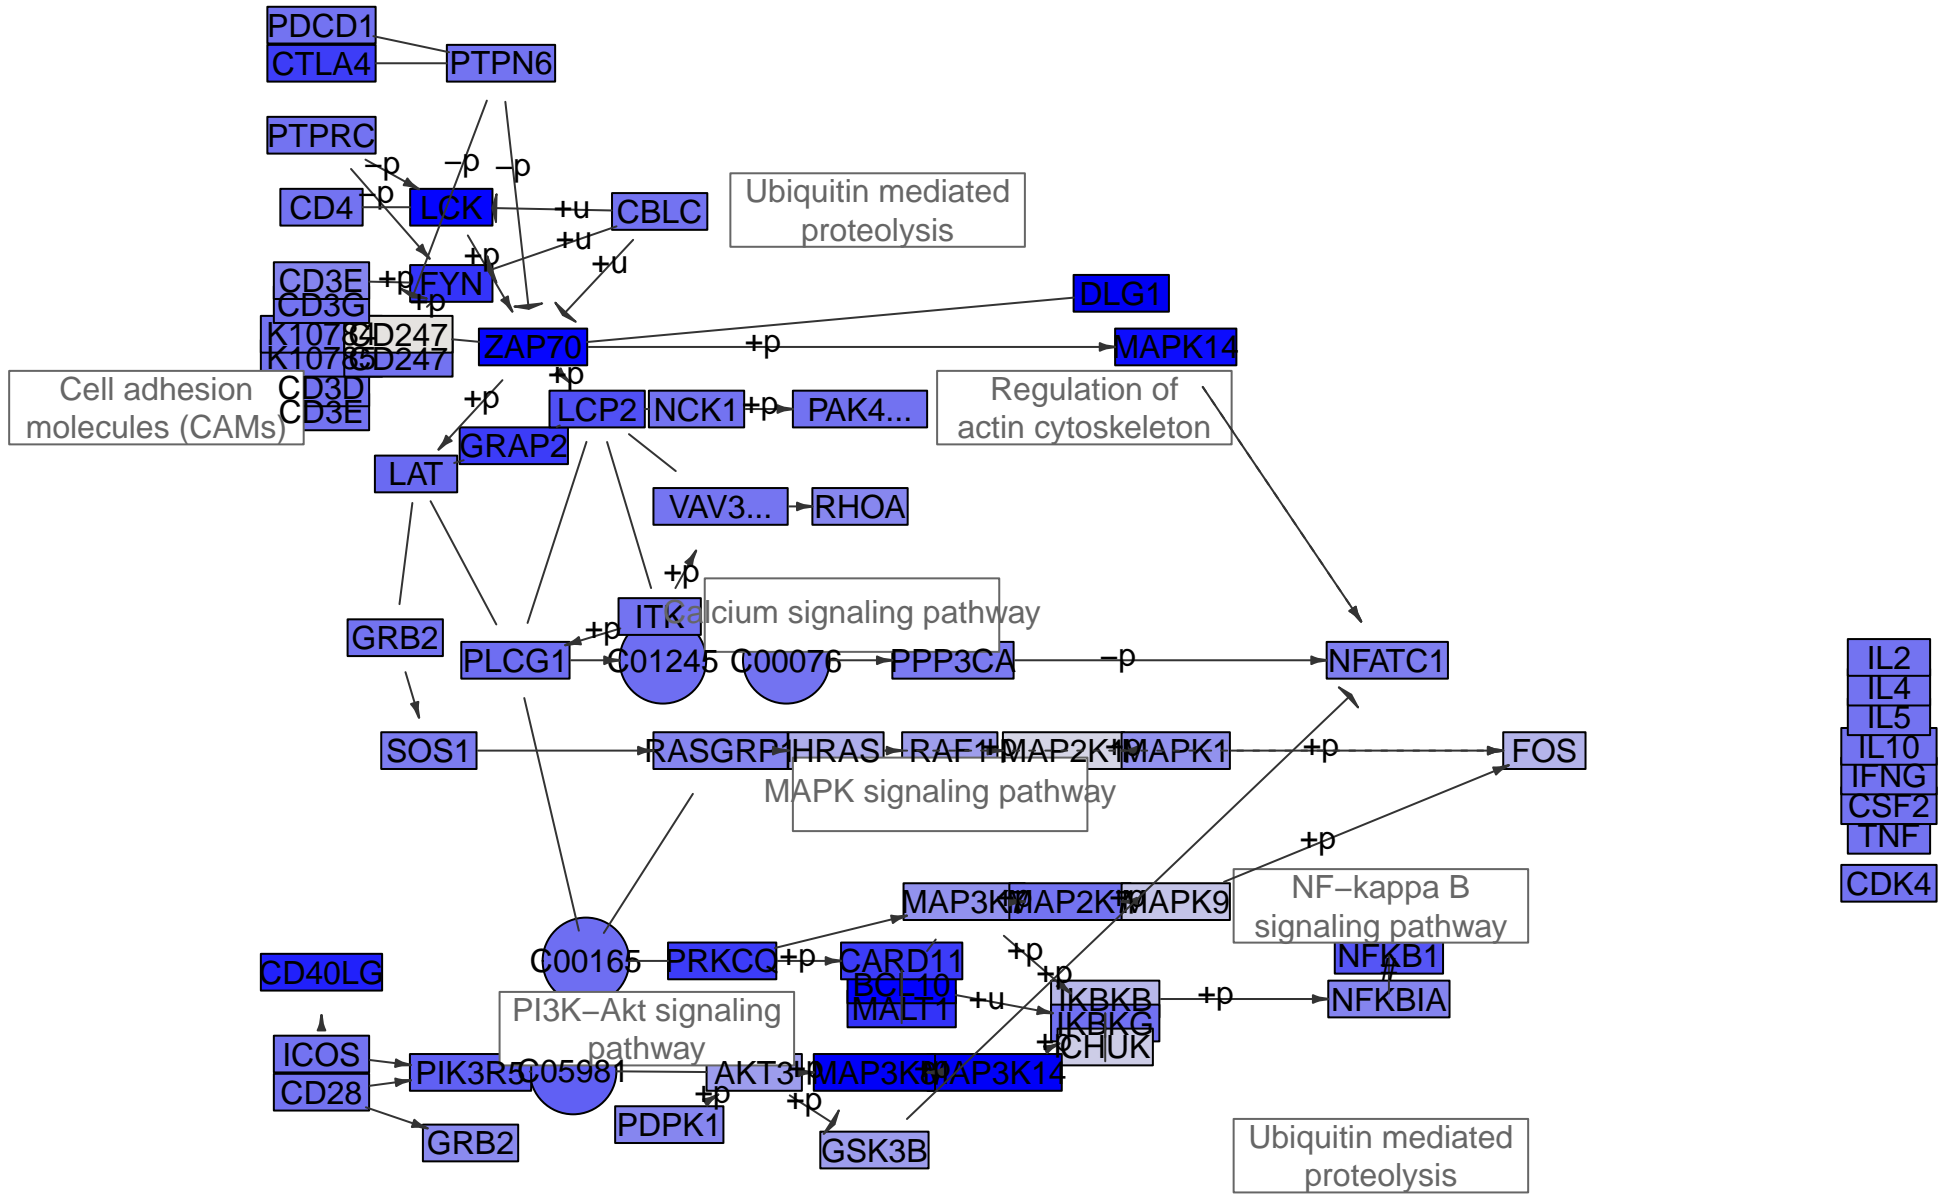 PDCD1
CTLA4
PTPN6
PTPRC
–p
–p
–p
–p
CD4
LCK
+u
CBLC
Ubiquitin mediated
proteolysis
+u
+p
+u
CD3E
+p
FYN
+p
CD3G
DLG1
K10784
CD247
ZAP70
+p
MAPK14
K10785
CD247
+p
CD3D
CD3E
Cell adhesion
molecules (CAMs)
+p
LCP2
NCK1
+p
PAK4...
Regulation of
actin cytoskeleton
GRAP2
LAT
VAV3...
RHOA
+p
ITK
Calcium signaling pathway
GRB2
+p
PLCG1
C01245
C00076
PPP3CA
–p
NFATC1
IL2
IL4
IL5
IL10
IFNG
CSF2
TNF
CDK4
SOS1
RASGRP1
HRAS
RAF1
+p
+p
MAPK1
+p
FOS
MAPK signaling pathway
+p
+p
+p
MAPK9
NF–kappa B
signaling pathway
C00165
PRKCQ
+p
CARD11
+p
+p
NFKB1
CD40LG
BCL10
MALT1
+u
IKBKB
+p
NFKBIA
IKBKG
PI3K–Akt signaling
pathway
+p
CHUK
ICOS
CD28
PIK3R5
C05981
AKT3
+p
+p
MAP3K14
+p
+p
PDPK1
GRB2
GSK3B
Ubiquitin mediated
proteolysis